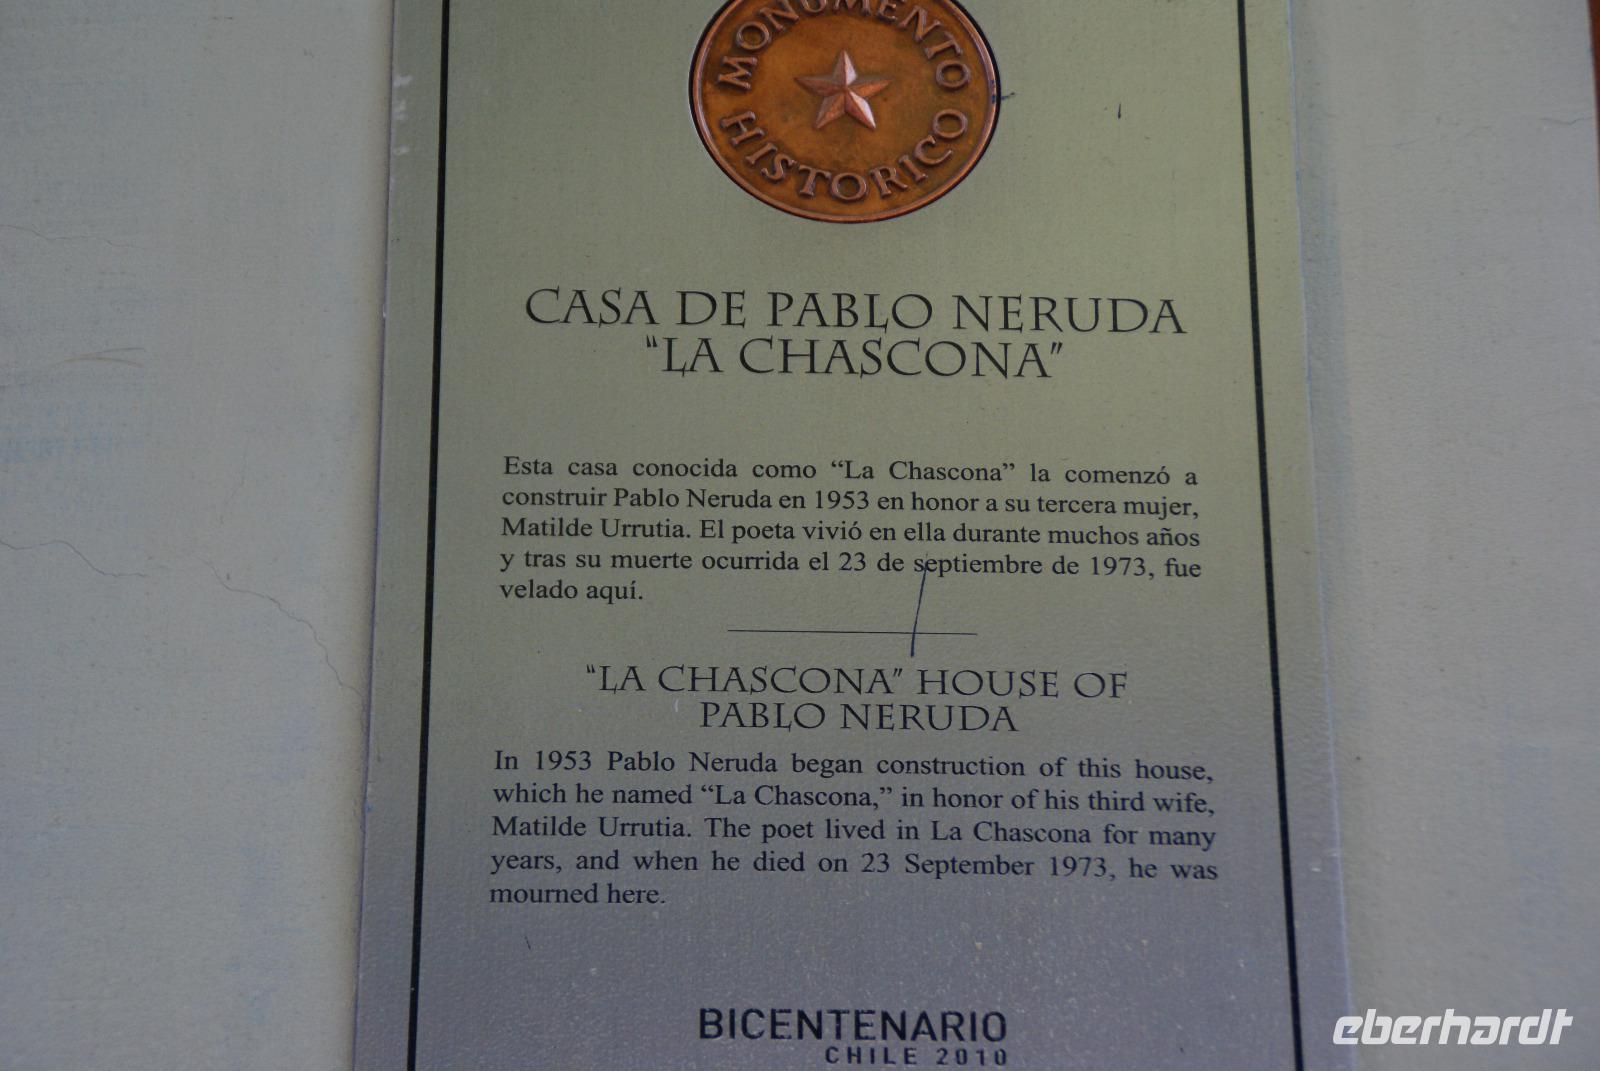 MONUMENTO
HISTORICO
CASA DE PABLO NERUDA
“LA CHASCONA”
Esta casa conocida como “La Chascona” la comenzó a
construir Pablo Neruda en 1953 en honor a su tercera mujer,
Matilde Urrutia. El poeta vivió en ella durante muchos años
y tras su muerte ocurrida el 23 de septiembre de 1973, fue
velado aquí.
“LA CHASCONA” HOUSE OF
PABLO NERUDA
In 1953 Pablo Neruda began construction of this house,
which he named “La Chascona,” in honor of his third wife,
Matilde Urrutia. The poet lived in La Chascona for many
years, and when he died on 23 September 1973, he was
mourned here.
BICENTENARIO
CHILE 2010
eberhardt